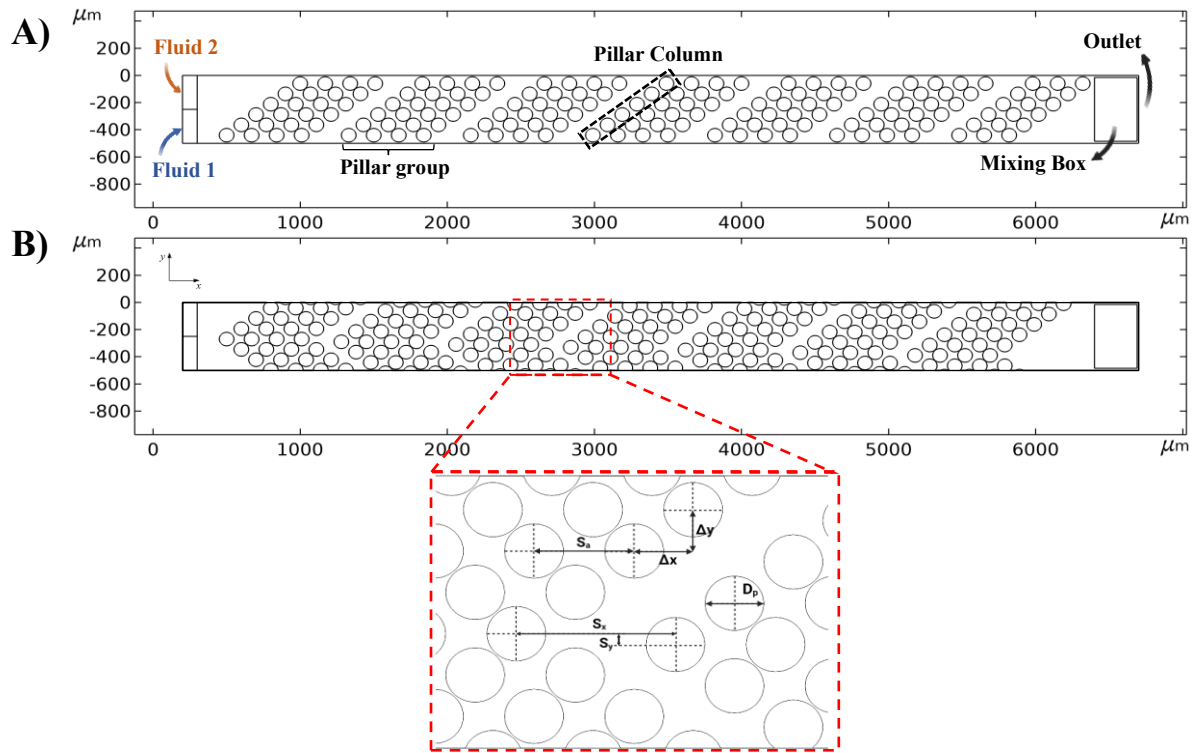 A)
μm
200
0
-200
-400
-600
-800
Fluid 2
Fluid 1
Pillar group
Pillar Column
Outlet
Mixing Box
0 1000 2000 3000 4000 5000 6000 μm
B)
μm
y
x
200
0
-200
-400
-600
-800
0 1000 2000 3000 4000 5000 6000 μm
Δy
Sa
Δx
Dp
Sx
Sy